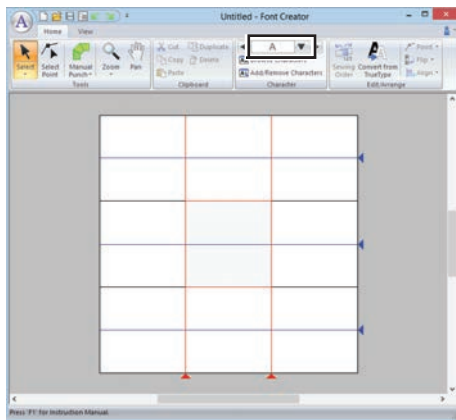 Untitled - Font Creator
A
Home View
Select
Select Point
Manual Punch
Zoom
Pan
Tools
Cut Duplicate
Copy Delete
Paste
Clipboard
A
Add/Remove Characters
Character
Sewing Order
Convert from TrueType
Point
Flip
Align
Edit/Arrange
Press 'F1' for Instruction Manual.